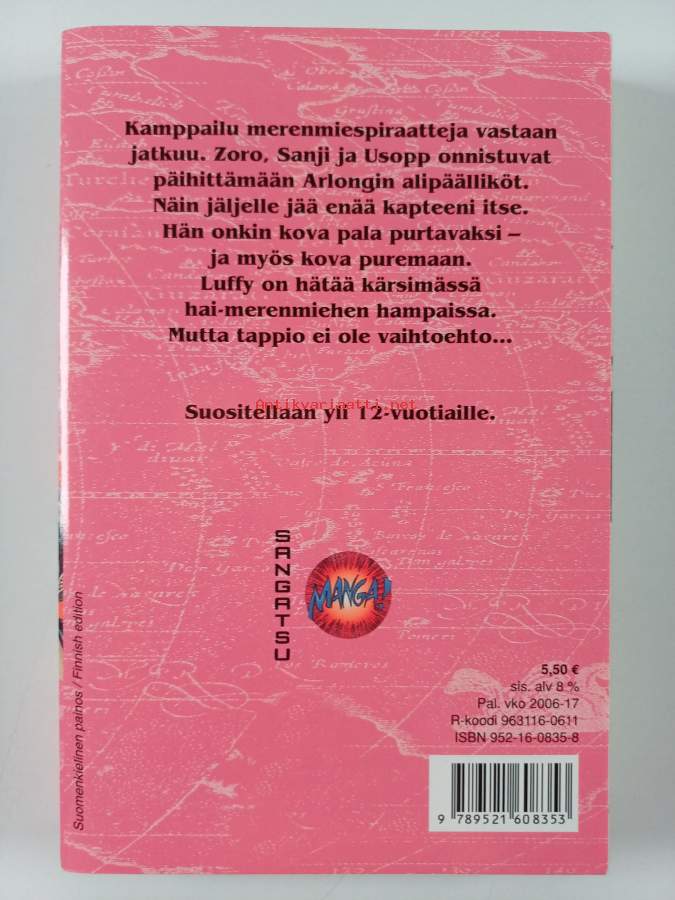 Kamppailu merenmiespiraatteja vastaan
jatkuu. Zoro, Sanji ja Usopp onnistuvat
päihittämään Arlongin alipäälliköt.
Näin jäljelle jää enää kapteeni itse.
Hän onkin kova pala purtavaksi –
ja myös kova puremaan.
Luffy on hätää kärsimässä
hai-merenmiehen hampaissa.
Mutta tappio ei ole vaihtoehto...
Antikvariaatti.net
Suositellaan yli 12-vuotiaille.
SANGATSU
MANGA!
Suomenkielinen painos / Finnish edition
5,50 €
sis. alv 8 %
Pal. vko 2006-17
R-koodi 963116-0611
ISBN 952-16-0835-8
9 789521 608353